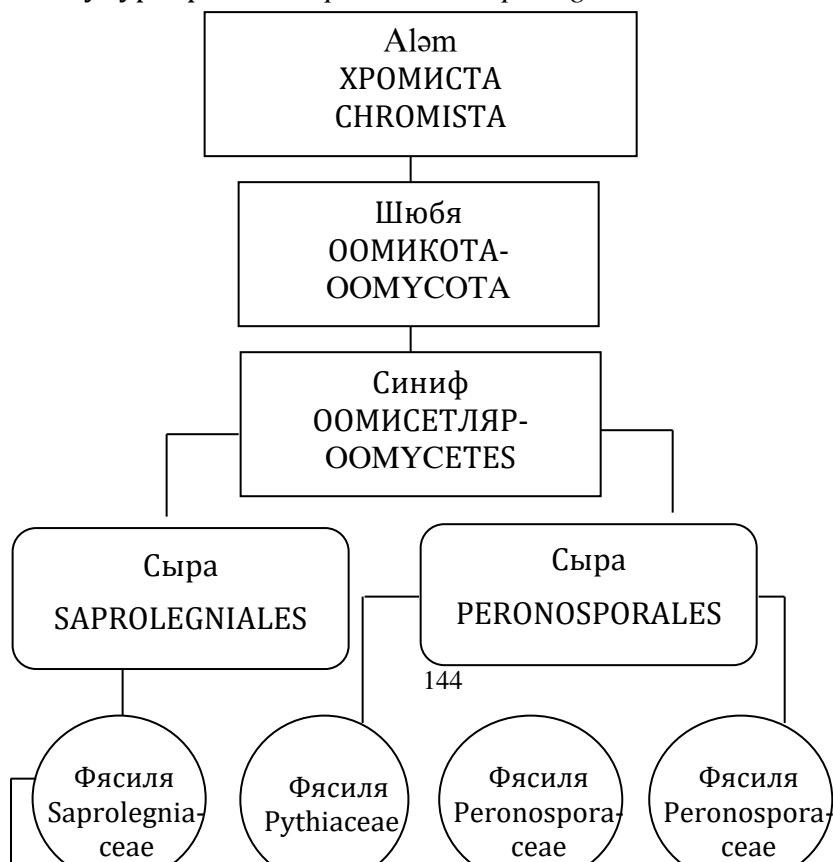 Aləm
ХРОМИСТА
CHROMISTA
Шюбя
ООМИКОТА-
OOMYCOTA
Синиф
ООМИСЕТЛЯР-
OOMYCETES
Сыра
SAPROLEGNIALES
Сыра
PERONOSPORALES
144
Фясиля
Saprolegnia-
ceae
Фясиля
Pythiaceae
Фясиля
Peronospora-
ceae
Фясиля
Peronospora-
ceae